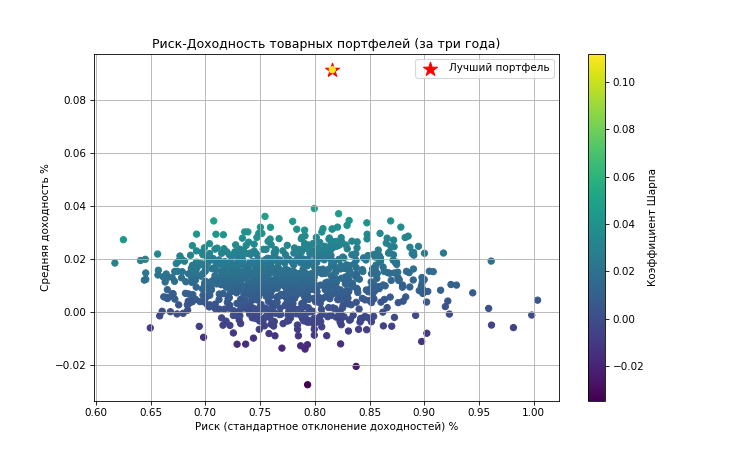 Риск-Доходность товарных портфелей (за три года)
Лучший портфель
Средняя доходность %
0.08
0.06
0.04
0.02
0.00
−0.02
0.60 0.65 0.70 0.75 0.80 0.85 0.90 0.95 1.00
Риск (стандартное отклонение доходностей) %
0.10
0.08
0.06
0.04
0.02
0.00
−0.02
Коэффициент Шарпа